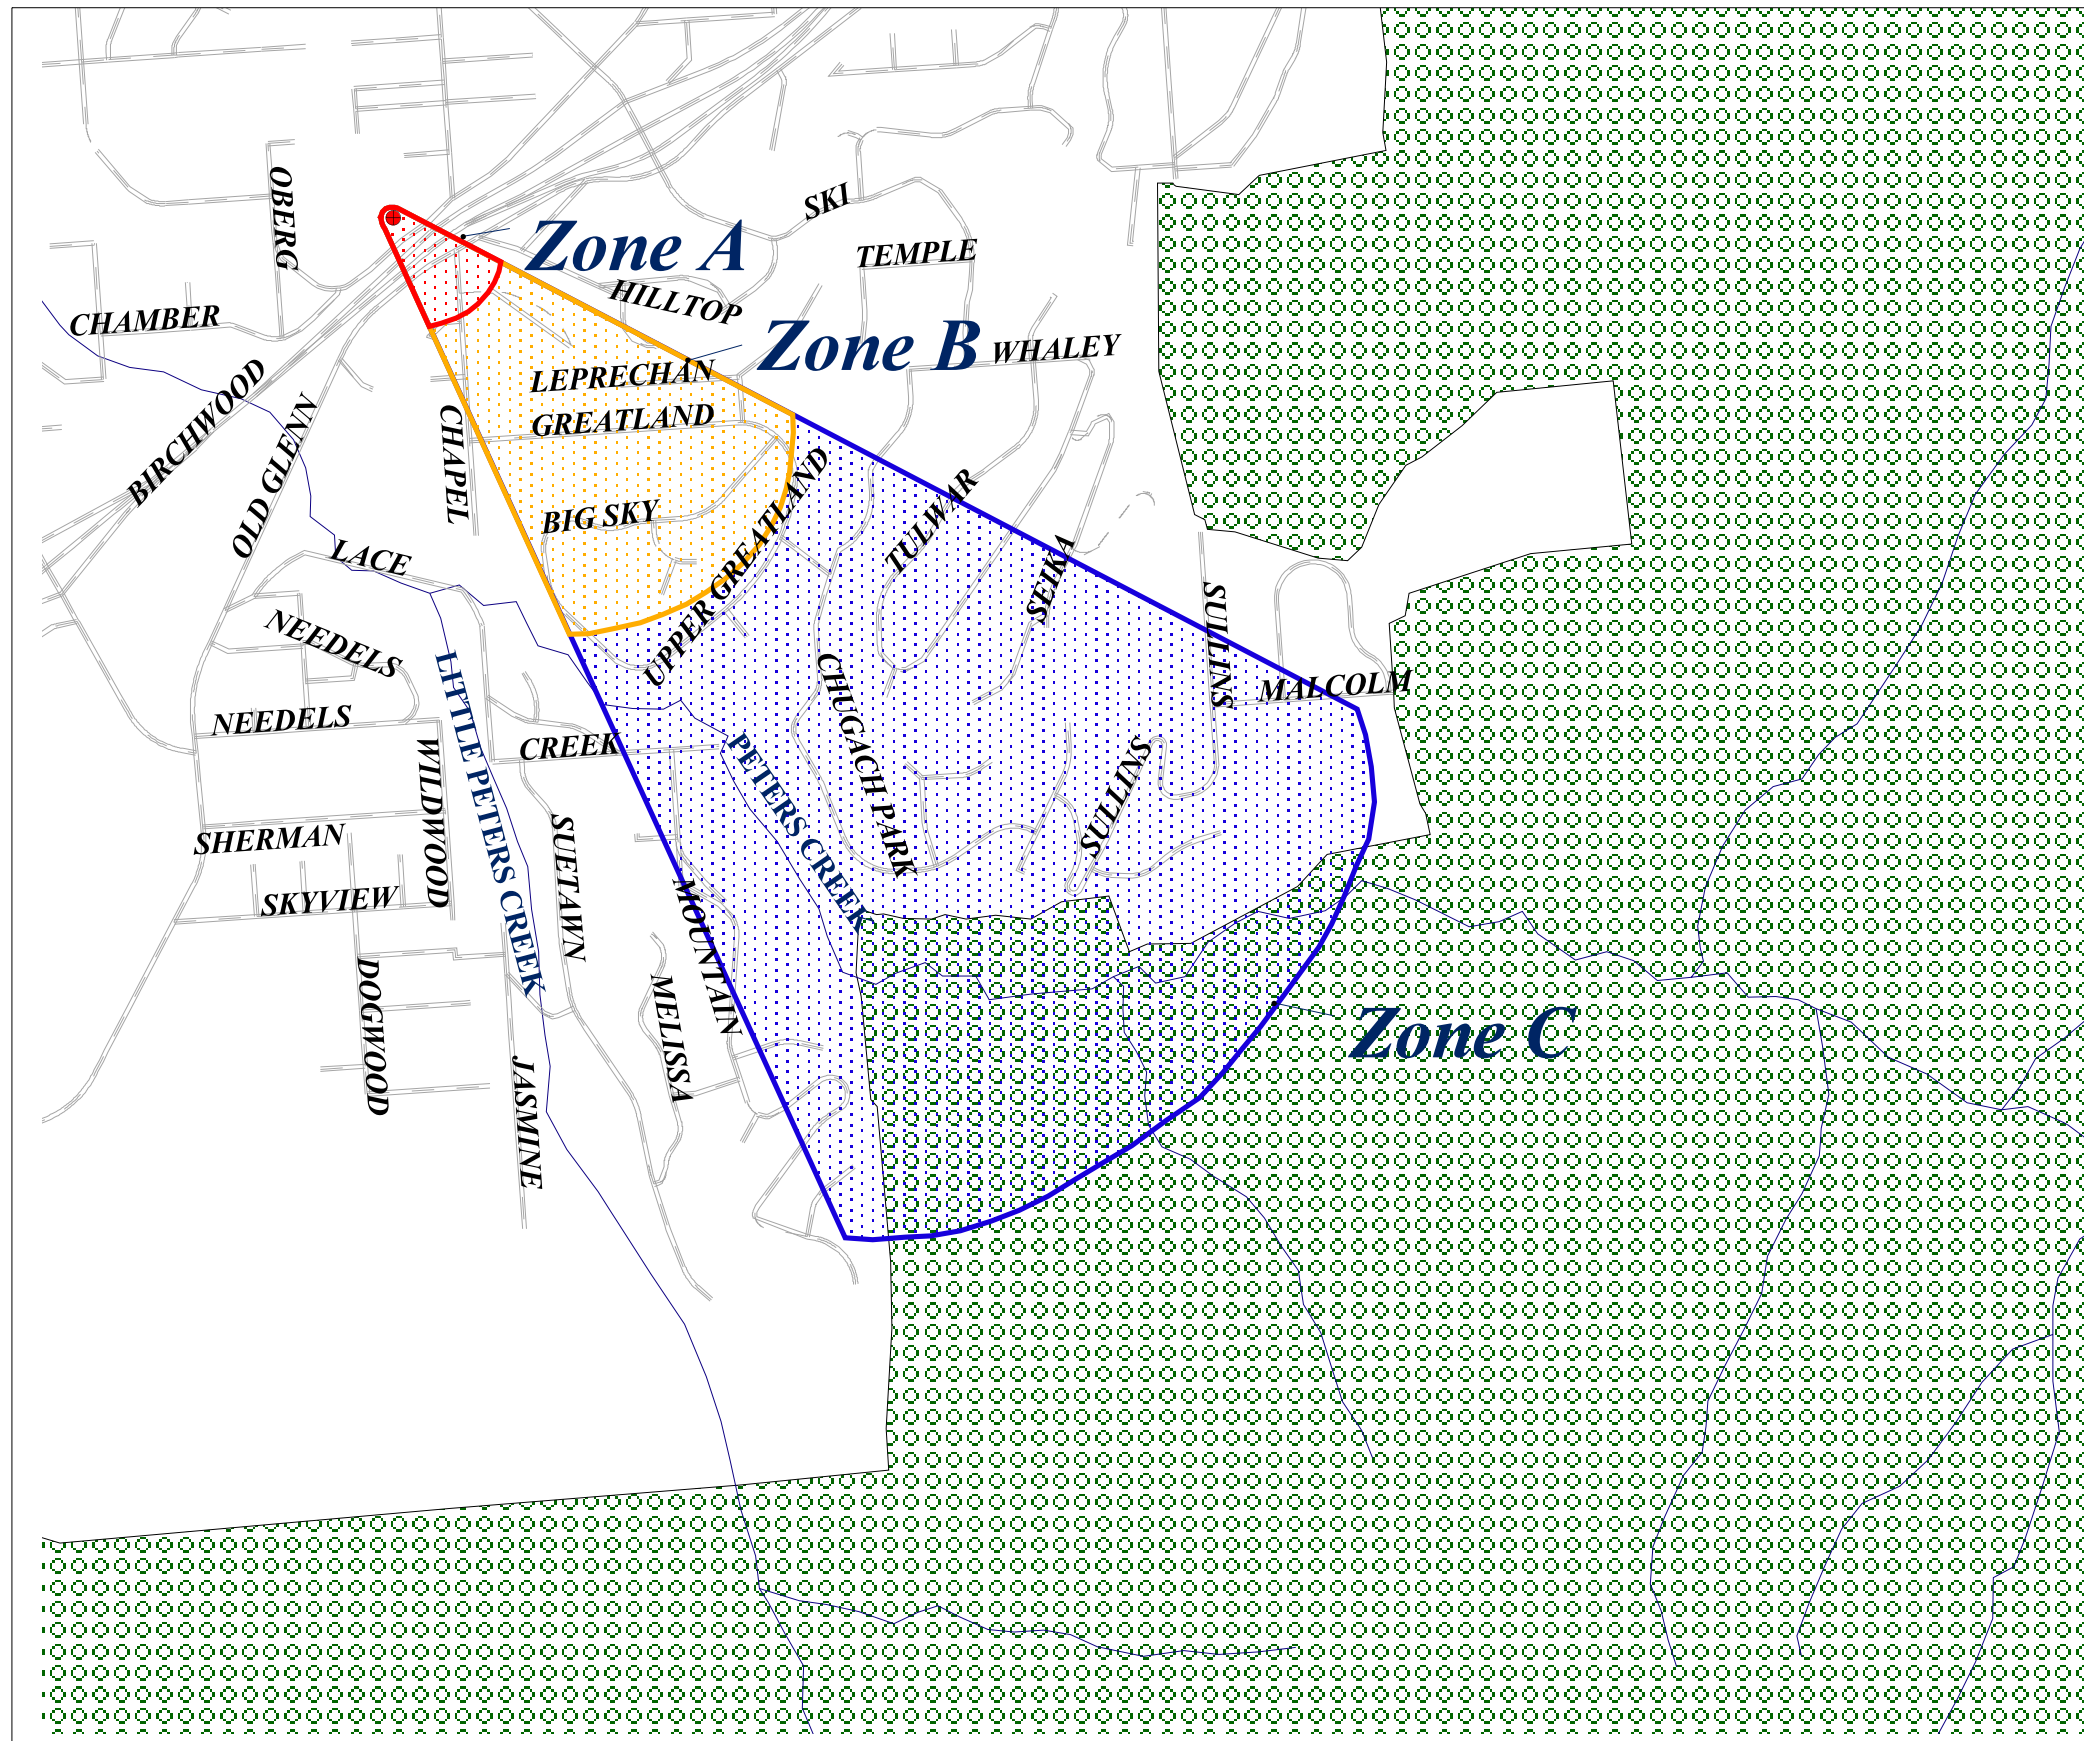 OBERG
SKI
Zone A
TEMPLE
HILLTOP
CHAMBER
Zone B
WHALEY
LEPRECHAN
GREATLAND
BIRCHWOOD
OLD GLENN
CHAPEL
BIG SKY
UPPER GREATLAND
TULWAR
SEIKA
LACE
SULLINS
NEEDELS
MALCOLM
NEEDELS
LITTLE PETERS CREEK
CREEK
CHUGACH PARK
PETERS CREEK
SULLINS
WILDWOOD
SHERMAN
SUETAWN
SKYVIEW
MOUNTAIN
DOGWOOD
MELISSA
Zone C
JASMINE